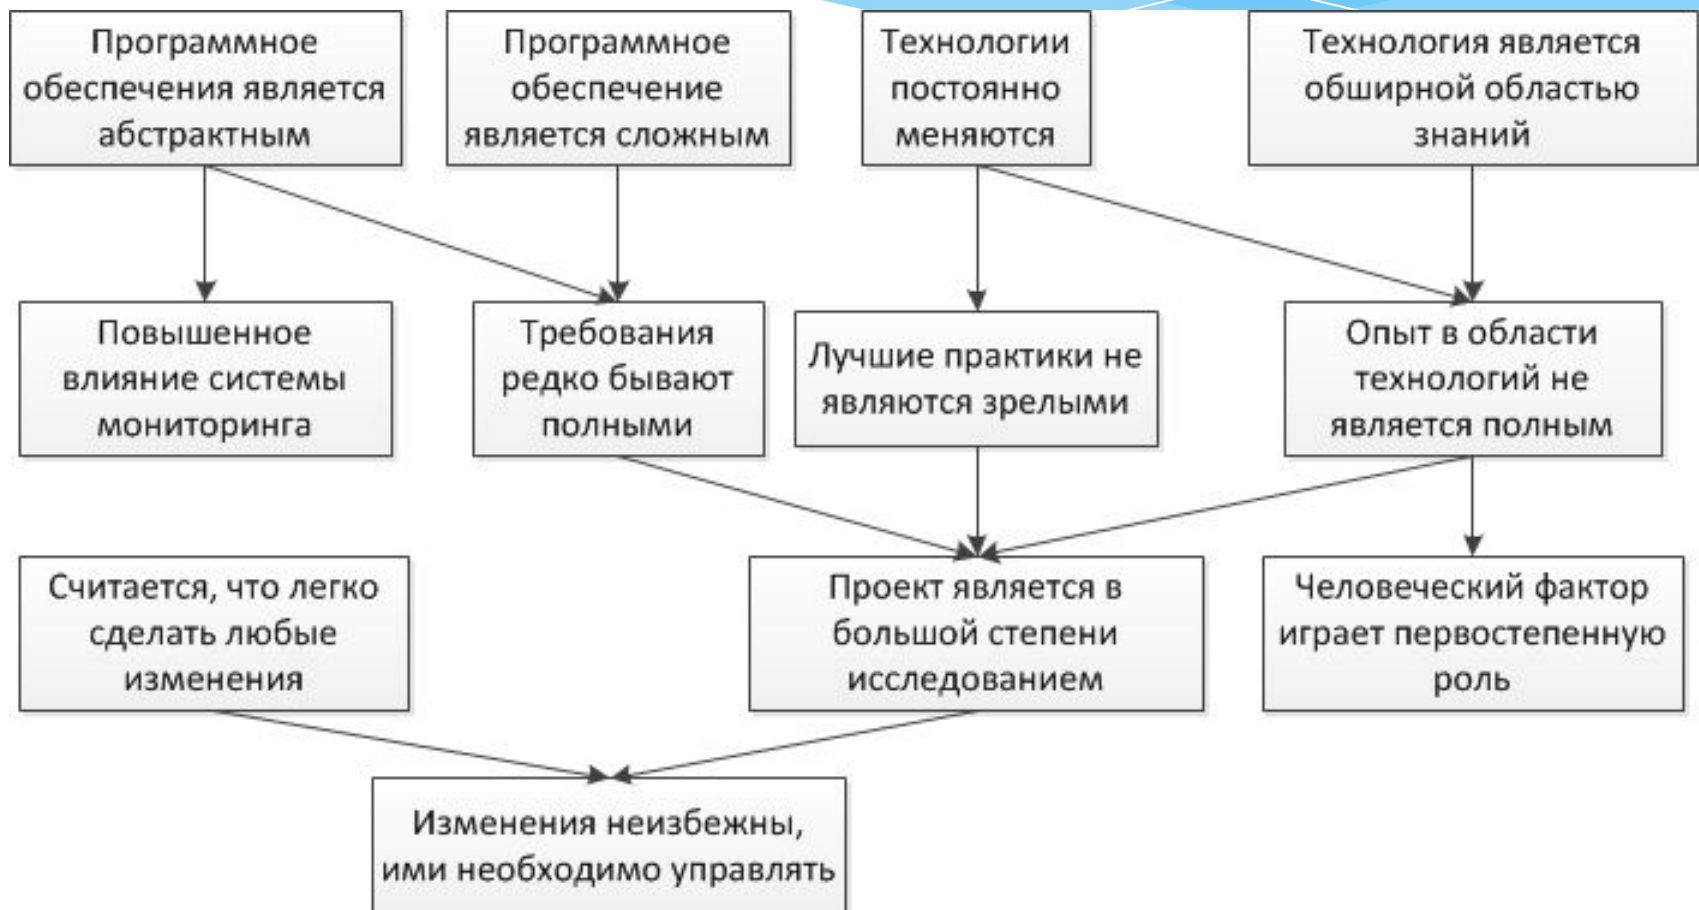 Программное
обеспечения является
абстрактным
Программное
обеспечение
является сложным
Технологии
постоянно
меняются
Технология является
обширной областью
знаний
Повышенное
влияние системы
мониторинга
Требования
редко бывают
полными
Лучшие практики не
являются зрелыми
Опыт в области
технологий не
является полным
Считается, что легко
сделать любые
изменения
Проект является в
большой степени
исследованием
Человеческий фактор
играет первостепенную
роль
Изменения неизбежны,
ими необходимо управлять